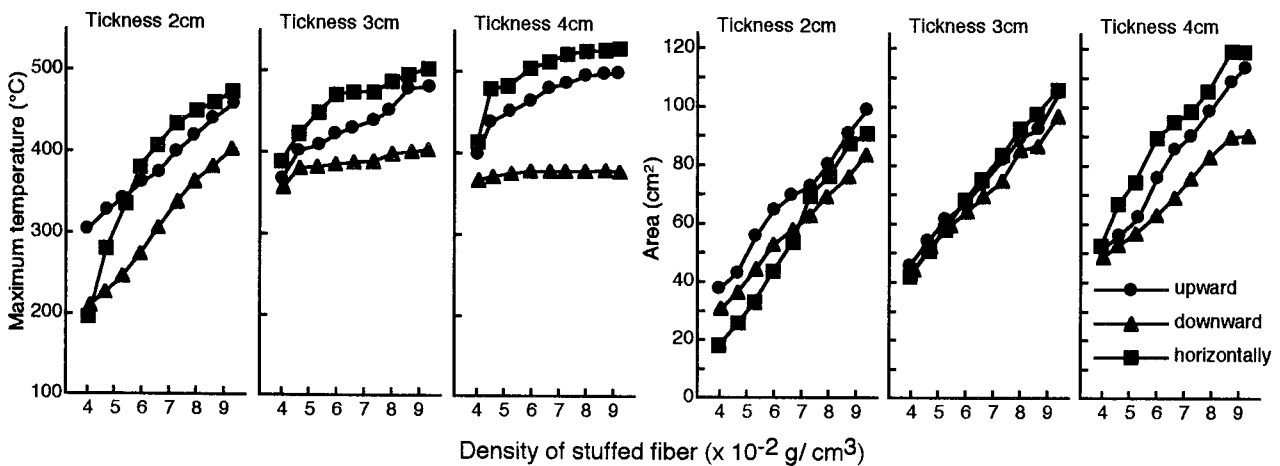 Tickness 2cm
Tickness 3cm
Tickness 4cm
Tickness 2cm
Tickness 3cm
Tickness 4cm
Maximum temperature (°C)
500
400
300
200
100
Area (cm²)
120
100
80
60
40
20
0
upward
downward
horizontally
4 5 6 7 8 9
4 5 6 7 8 9
4 5 6 7 8 9
4 5 6 7 8 9
4 5 6 7 8 9
4 5 6 7 8 9
Density of stuffed fiber (x 10⁻² g/ cm³)